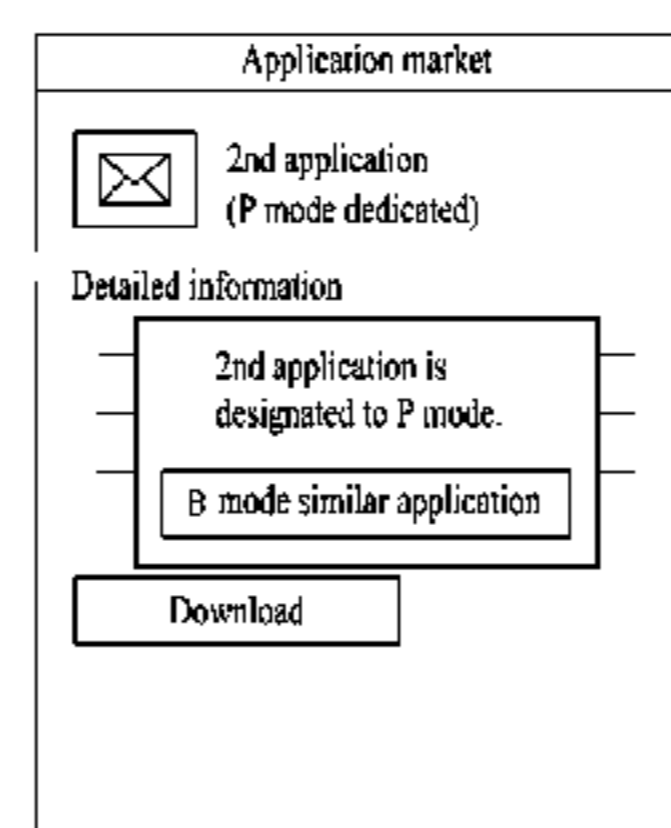 Application market
2nd application
(P mode dedicated)
Detailed information
2nd application is
designated to P mode.
B mode similar application
Download